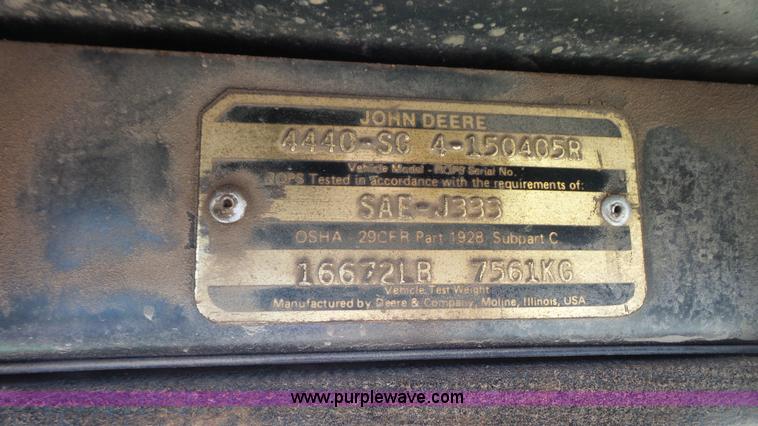 JOHN DEERE
4440-SG 4-150405R
Vehicle Model - ROPS Serial No.
ROPS Tested in accordance with the requirements of:
SAE-J333
OSHA 29CFR Part 1928 Subpart C
16672LB 7561KG
Vehicle Test Weight
Manufactured by Deere & Company, Moline, Illinois, USA
www.purplewave.com